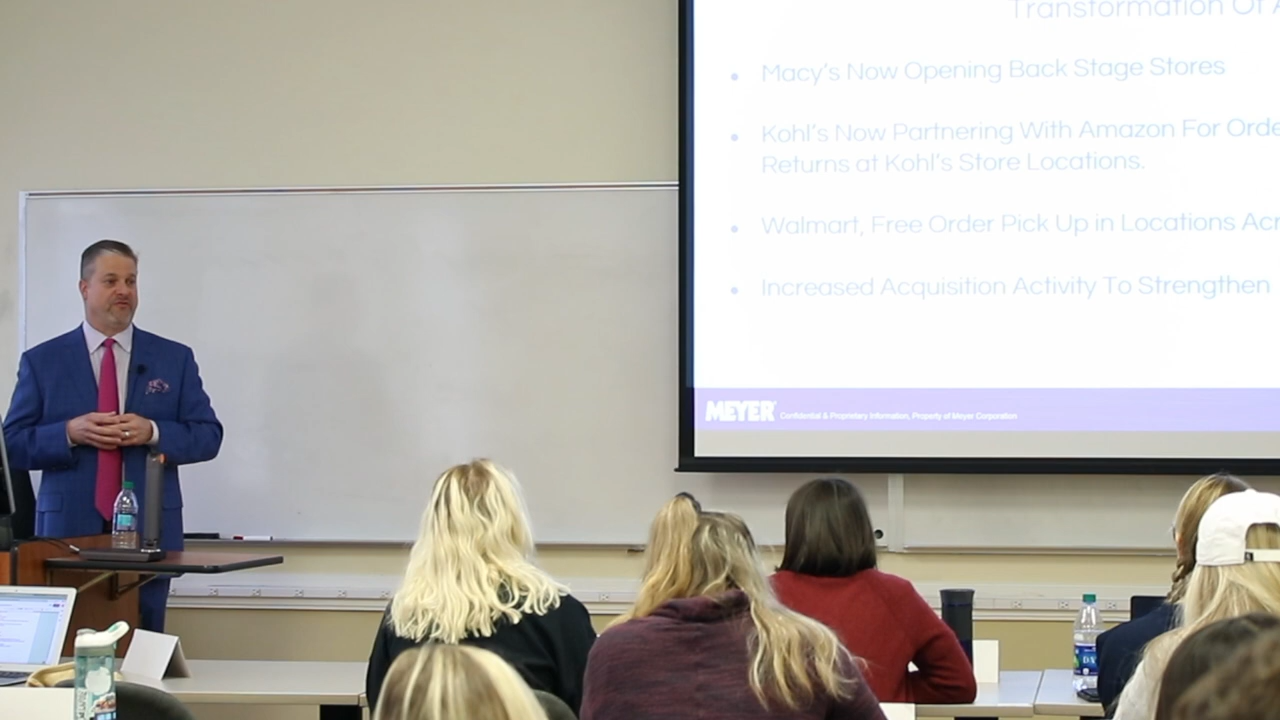 Transformation Of A
• Macy's Now Opening Back Stage Stores
• Kohl's Now Partnering With Amazon For Orde
Returns at Kohl's Store Locations.
• Walmart, Free Order Pick Up in Locations Acr
• Increased Acquisition Activity To Strengthen
MEYER Confidential & Proprietary Information, Property of Meyer Corporation